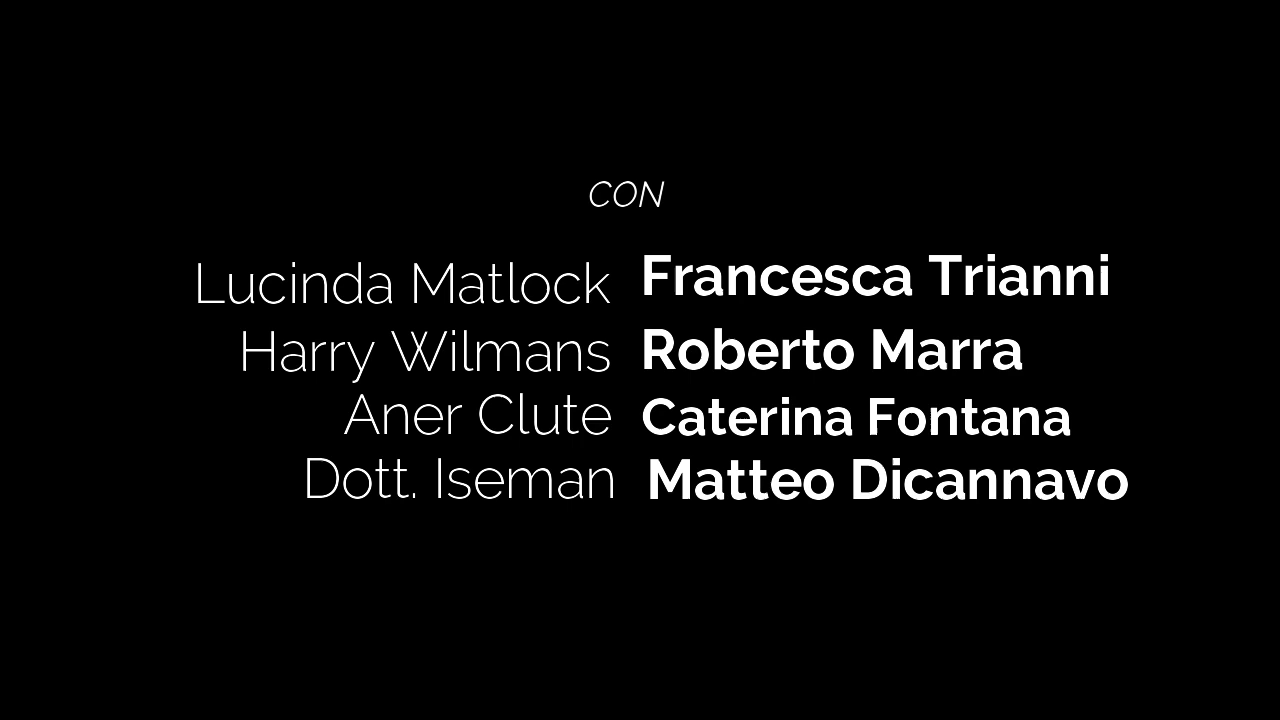 CON
Lucinda Matlock Francesca Trianni
Harry Wilmans Roberto Marra
Aner Clute Caterina Fontana
Dott. Iseman Matteo Dicannavo